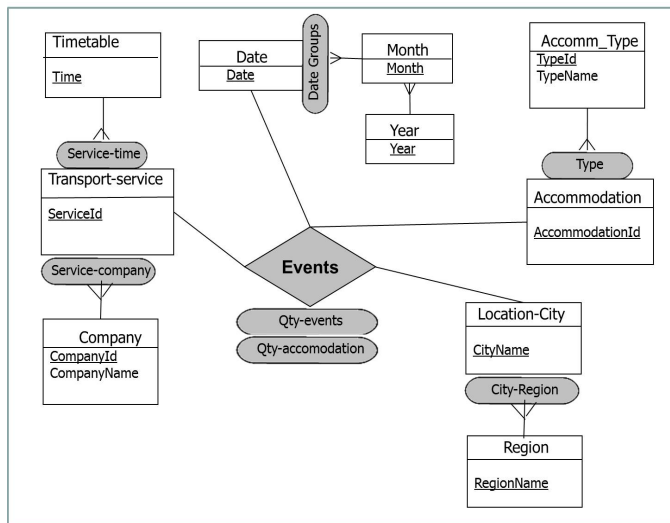 Timetable
Time
Service-time
Transport-service
ServiceId
Service-company
Company
CompanyId
CompanyName
Date
Date
Date Groups
Month
Month
Year
Year
Accomm_Type
TypeId
TypeName
Type
Accommodation
AccommodationId
Events
Qty-events
Qty-accomodation
Location-City
CityName
City-Region
Region
RegionName